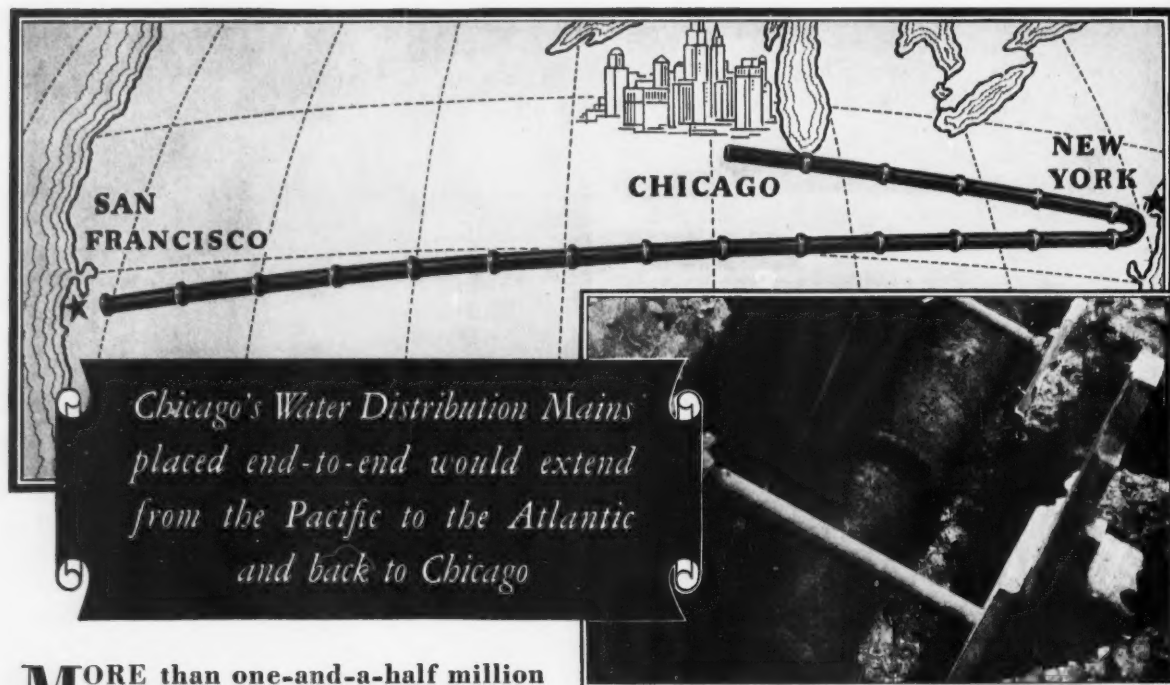 SAN
FRANCISCO
CHICAGO
NEW
YORK
Chicago's Water Distribution Mains
placed end-to-end would extend
from the Pacific to the Atlantic
and back to Chicago
MORE than one-and-a-half million